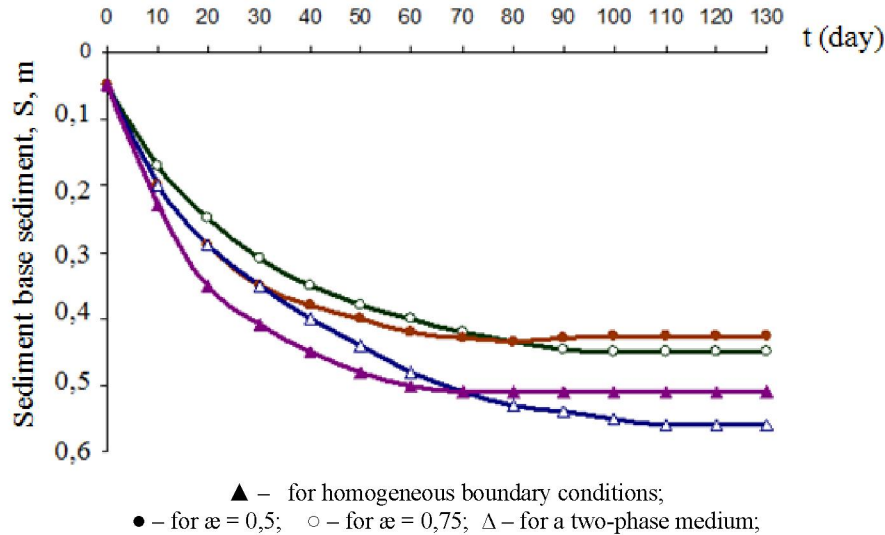 0 10 20 30 40 50 60 70 80 90 100 110 120 130
t (day)
Sediment base sediment, S, m
0
0,1
0,2
0,3
0,4
0,5
0,6
▲ – for homogeneous boundary conditions;
● – for æ = 0,5; ○ – for æ = 0,75; Δ – for a two-phase medium;